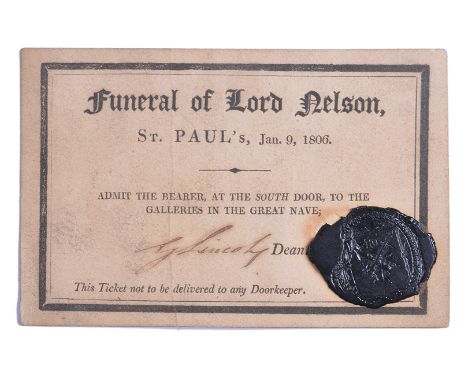 Funeral of Lord Nelson,
St. PAUL's, Jan. 9, 1806.
ADMIT THE BEARER, AT THE SOUTH DOOR, TO THE
GALLERIES IN THE GREAT NAVE;
G Lincoln Dean
This Ticket not to be delivered to any Doorkeeper.